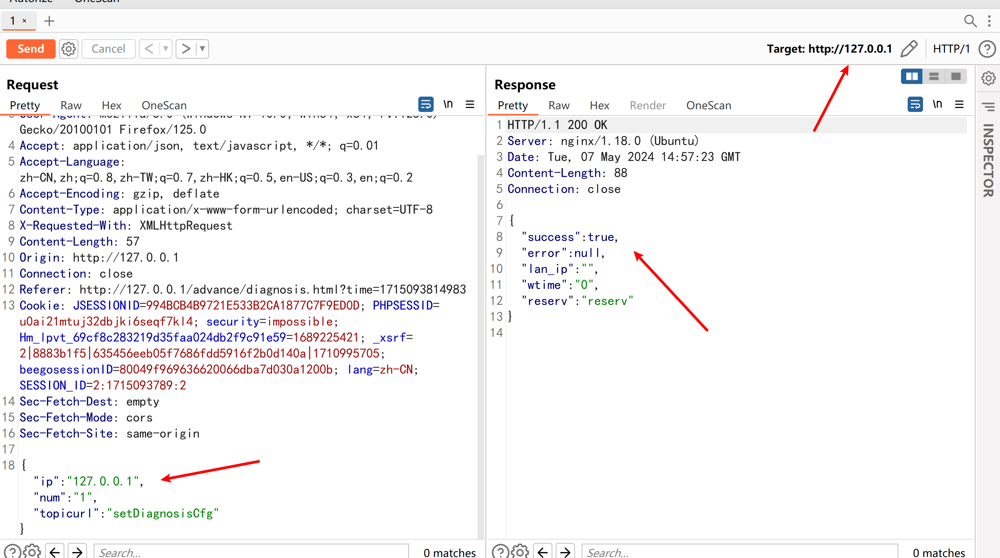 Autorize OneScan
1 ×
Send Cancel < > Target: http://127.0.0.1 HTTP/1
Request
Pretty Raw Hex OneScan \n
Gecko/20100101 Firefox/125.0
4 Accept: application/json, text/javascript, */*; q=0.01
5 Accept-Language:
zh-CN,zh;q=0.8,zh-TW;q=0.7,zh-HK;q=0.5,en-US;q=0.3,en;q=0.2
6 Accept-Encoding: gzip, deflate
7 Content-Type: application/x-www-form-urlencoded; charset=UTF-8
8 X-Requested-With: XMLHttpRequest
9 Content-Length: 57
10 Origin: http://127.0.0.1
11 Connection: close
12 Referer: http://127.0.0.1/advance/diagnosis.html?time=1715093814983
13 Cookie: JSESSIONID=994BCB4B9721E533B2CA1877C7F9ED0D; PHPSESSID=
u0ai21mtuj32dbjki6seqf7kl4; security=impossible;
Hm_lpvt_69cf8c283219d35faa024db2f9c91e59=1689225421; _xsrf=
2|8883b1f5|635456eeb05f7686fdd5916f2b0d140a|1710995705;
beegosessionID=80049f969636620066dba7d030a1200b; lang=zh-CN;
SESSION_ID=2:1715093789:2
14 Sec-Fetch-Dest: empty
15 Sec-Fetch-Mode: cors
16 Sec-Fetch-Site: same-origin
17
18 {
"ip":"127.0.0.1",
"num":"1",
"topicurl":"setDiagnosisCfg"
}
Search... 0 matches
Response
Pretty Raw Hex Render OneScan \n
1 HTTP/1.1 200 OK
2 Server: nginx/1.18.0 (Ubuntu)
3 Date: Tue, 07 May 2024 14:57:23 GMT
4 Content-Length: 88
5 Connection: close
6
7 {
8 "success":true,
9 "error":null,
10 "lan_ip":"",
11 "wtime":"0",
12 "reserv":"reserv"
13 }
14
Search... 0 matches
INSPECTOR